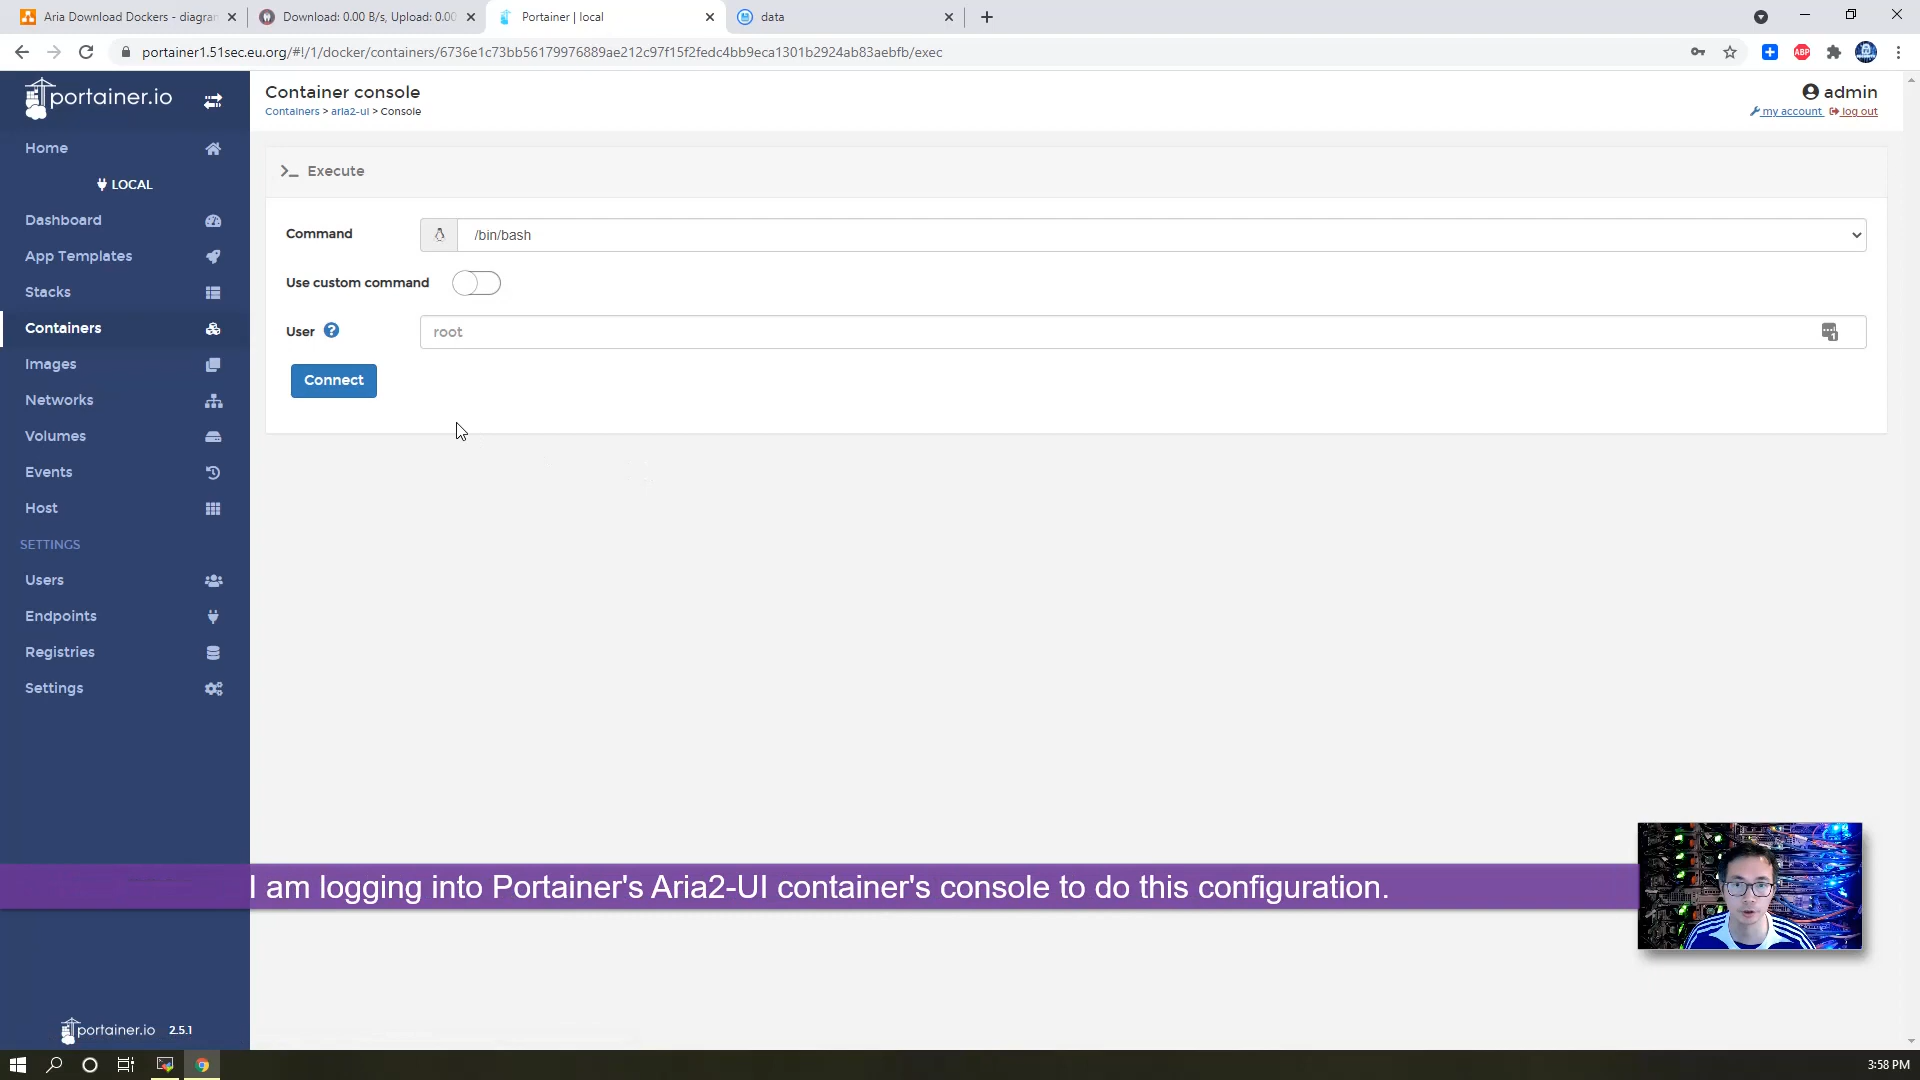 Aria Download Dockers - diagran
Download: 0.00 B/s, Upload: 0.00
Portainer | local
data
portainer1.51sec.eu.org/#!/1/docker/containers/6736e1c73bb56179976889ae212c97f15f2fedc4bb9eca1301b2924ab83aebfb/exec
ABP
portainer.io
Container console
Containers > aria2-ui > Console
admin
my account
log out
Home
LOCAL
Dashboard
App Templates
Stacks
Containers
Images
Networks
Volumes
Events
Host
SETTINGS
Users
Endpoints
Registries
Settings
Execute
Command
/bin/bash
Use custom command
User
root
Connect
I am logging into Portainer's Aria2-UI container's console to do this configuration.
portainer.io 2.5.1
3:58 PM